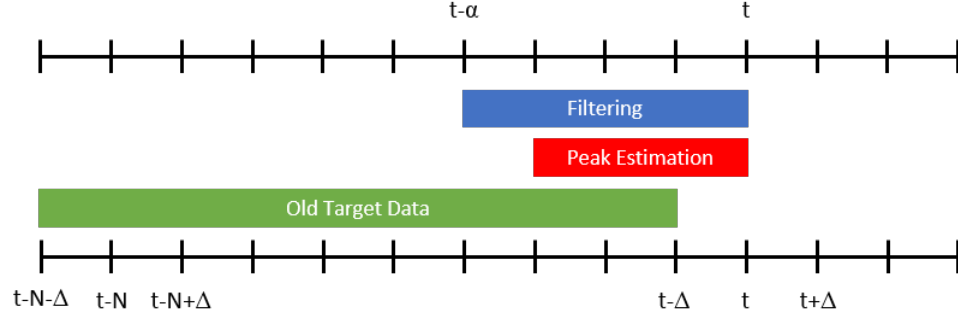 t-α t
Filtering
Peak Estimation
Old Target Data
t-N-Δ t-N t-N+Δ t-Δ t t+Δ